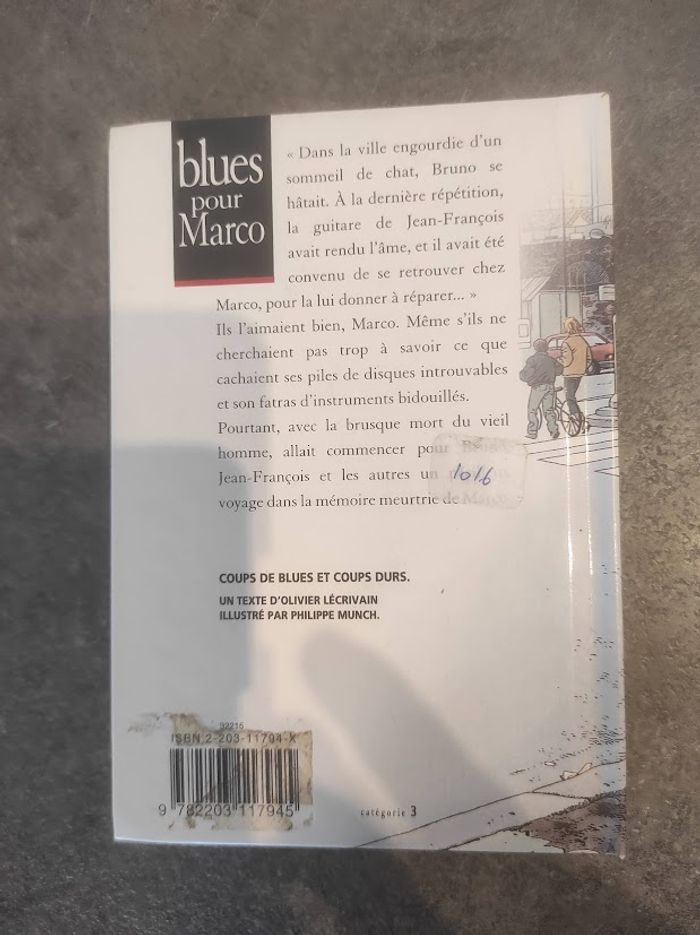 blues
pour
Marco
« Dans la ville engourdie d'un
sommeil de chat, Bruno se
hâtait. À la dernière répétition,
la guitare de Jean-François
avait rendu l'âme, et il avait été
convenu de se retrouver chez
Marco, pour la lui donner à réparer... »
Ils l'aimaient bien, Marco. Même s'ils ne
cherchaient pas trop à savoir ce que
cachaient ses piles de disques introuvables
et son fatras d'instruments bidouillés.
Pourtant, avec la brusque mort du vieil
homme, allait commencer pour Bruno,
Jean-François et les autres un
1016
voyage dans la mémoire meurtrie de Marco.
COUPS DE BLUES ET COUPS DURS.
UN TEXTE D'OLIVIER LÉCRIVAIN
ILLUSTRÉ PAR PHILIPPE MUNCH.
92215
ISBN 2-203-11794-X
9 782203 117945
catégorie 3